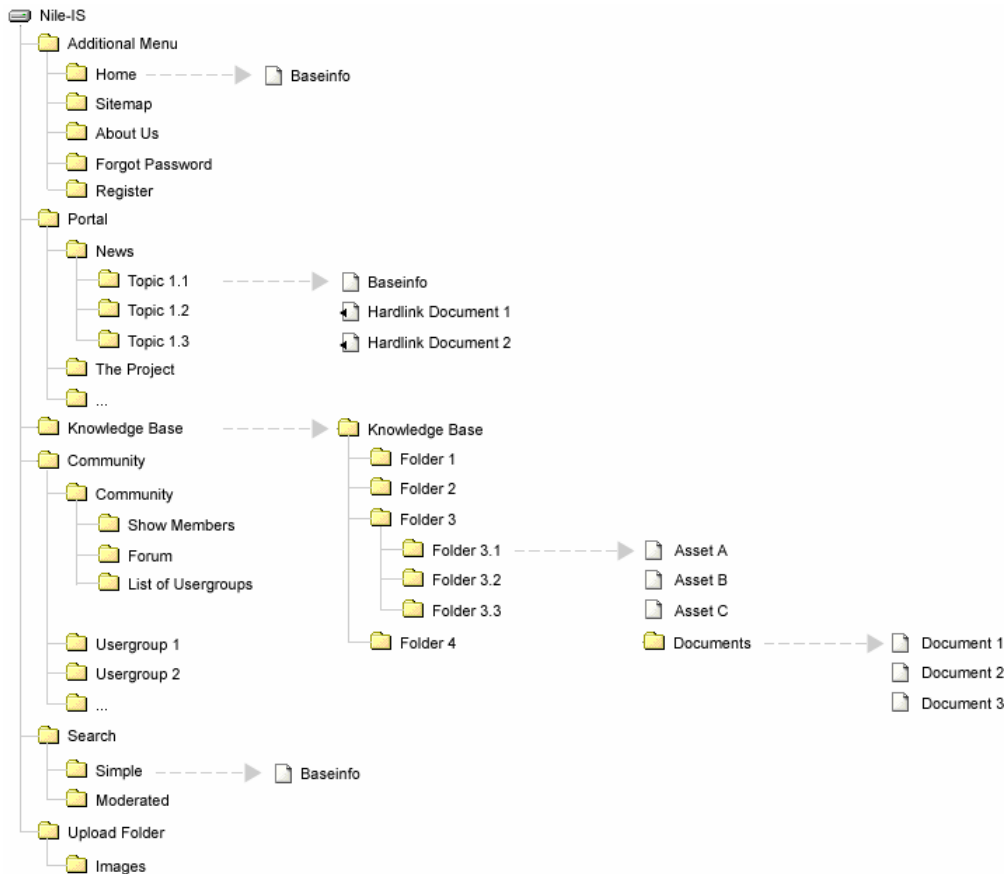 Nile-IS
Additional Menu
Home Baseinfo
Sitemap
About Us
Forgot Password
Register
Portal
News
Topic 1.1 Baseinfo
Topic 1.2 Hardlink Document 1
Topic 1.3 Hardlink Document 2
The Project
...
Knowledge Base Knowledge Base
Community Folder 1
Community Folder 2
Show Members Folder 3
Forum Folder 3.1 Asset A
List of Usergroups Folder 3.2 Asset B
Folder 3.3 Asset C
Usergroup 1 Folder 4 Documents Document 1
Usergroup 2 Document 2
... Document 3
Search
Simple Baseinfo
Moderated
Upload Folder
Images